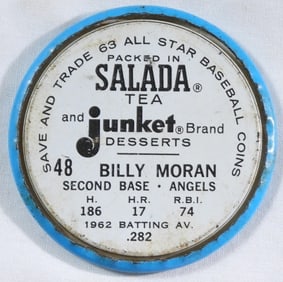 SAVE AND TRADE 63 ALL STAR BASEBALL COINS
PACKED IN
SALADA®
TEA
and junket® Brand
DESSERTS
48 BILLY MORAN
SECOND BASE · ANGELS
H. H.R. R.B.I.
186 17 74
1962 BATTING AV.
.282